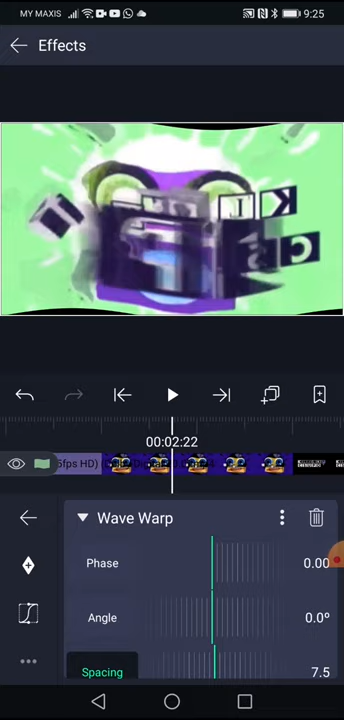 MY MAXIS 9:25
Effects
00:02:22
5fps HD)
Wave Warp
Phase 0.00
Angle 0.0º
Spacing 7.5